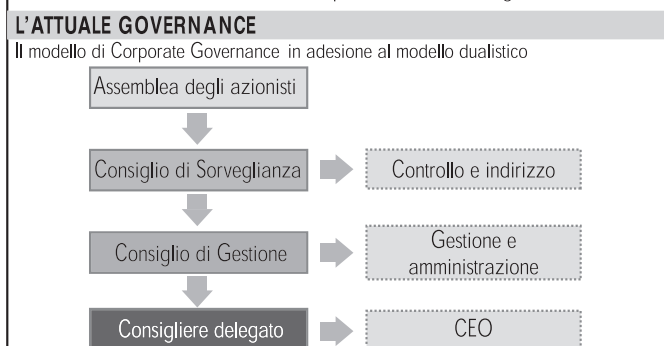 L'ATTUALE GOVERNANCE
Il modello di Corporate Governance in adesione al modello dualistico
Assemblea degli azionisti
Consiglio di Sorveglianza
Controllo e indirizzo
Consiglio di Gestione
Gestione e
amministrazione
Consigliere delegato
CEO